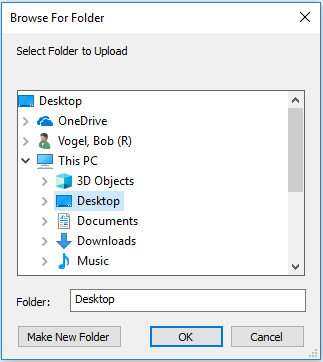 Browse For Folder
Select Folder to Upload
Desktop
OneDrive
Vogel, Bob (R)
This PC
3D Objects
Desktop
Documents
Downloads
Music
Folder: Desktop
Make New Folder OK Cancel